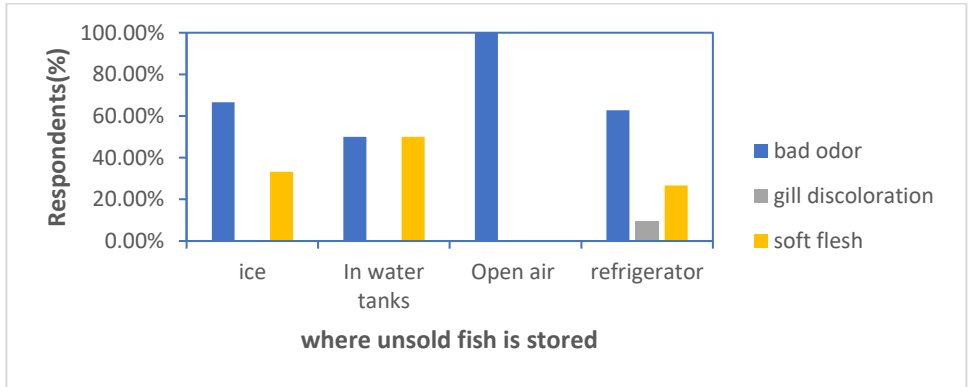 100.00%
80.00%
60.00%
40.00%
20.00%
0.00%
Respondents(%)
ice
In water
tanks
Open air
refrigerator
where unsold fish is stored
bad odor
gill discoloration
soft flesh